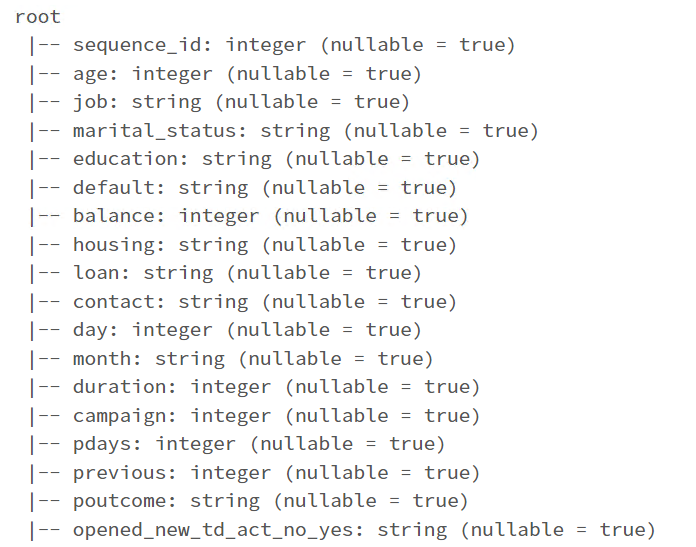 root
 |-- sequence_id: integer (nullable = true)
 |-- age: integer (nullable = true)
 |-- job: string (nullable = true)
 |-- marital_status: string (nullable = true)
 |-- education: string (nullable = true)
 |-- default: string (nullable = true)
 |-- balance: integer (nullable = true)
 |-- housing: string (nullable = true)
 |-- loan: string (nullable = true)
 |-- contact: string (nullable = true)
 |-- day: integer (nullable = true)
 |-- month: string (nullable = true)
 |-- duration: integer (nullable = true)
 |-- campaign: integer (nullable = true)
 |-- pdays: integer (nullable = true)
 |-- previous: integer (nullable = true)
 |-- poutcome: string (nullable = true)
 |-- opened_new_td_act_no_yes: string (nullable = true)